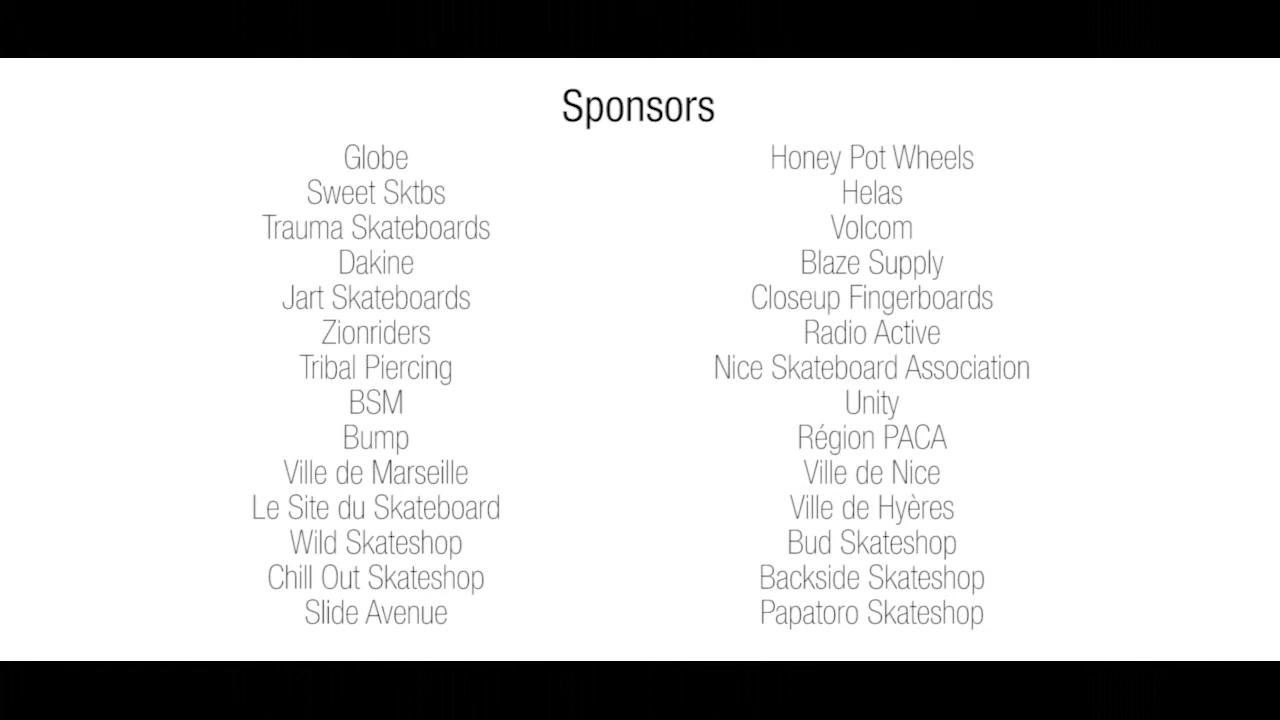 Sponsors
Globe
Sweet Sktbs
Trauma Skateboards
Dakine
Jart Skateboards
Zionriders
Tribal Piercing
BSM
Bump
Ville de Marseille
Le Site du Skateboard
Wild Skateshop
Chill Out Skateshop
Slide Avenue
Honey Pot Wheels
Helas
Volcom
Blaze Supply
Closeup Fingerboards
Radio Active
Nice Skateboard Association
Unity
Région PACA
Ville de Nice
Ville de Hyères
Bud Skateshop
Backside Skateshop
Papatoro Skateshop